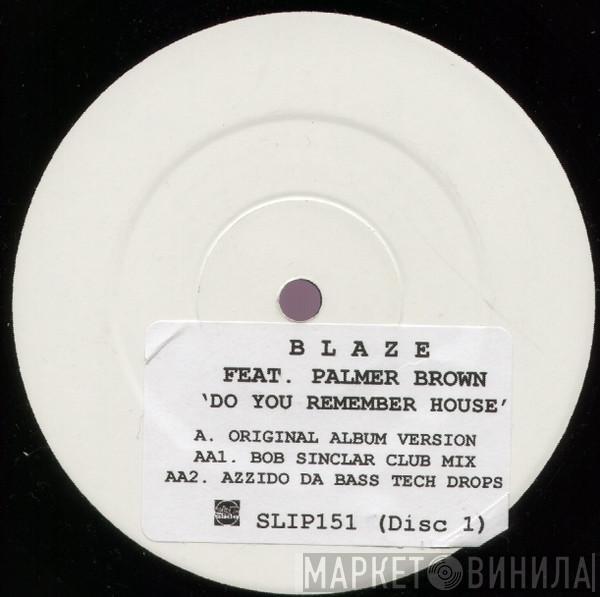 B L A Z E
FEAT. PALMER BROWN
'DO YOU REMEMBER HOUSE'
A. ORIGINAL ALBUM VERSION
AA1. BOB SINCLAR CLUB MIX
AA2. AZZIDO DA BASS TECH DROPS
SLIP151 (Disc 1)
МАРКЕТ ВИНИЛА